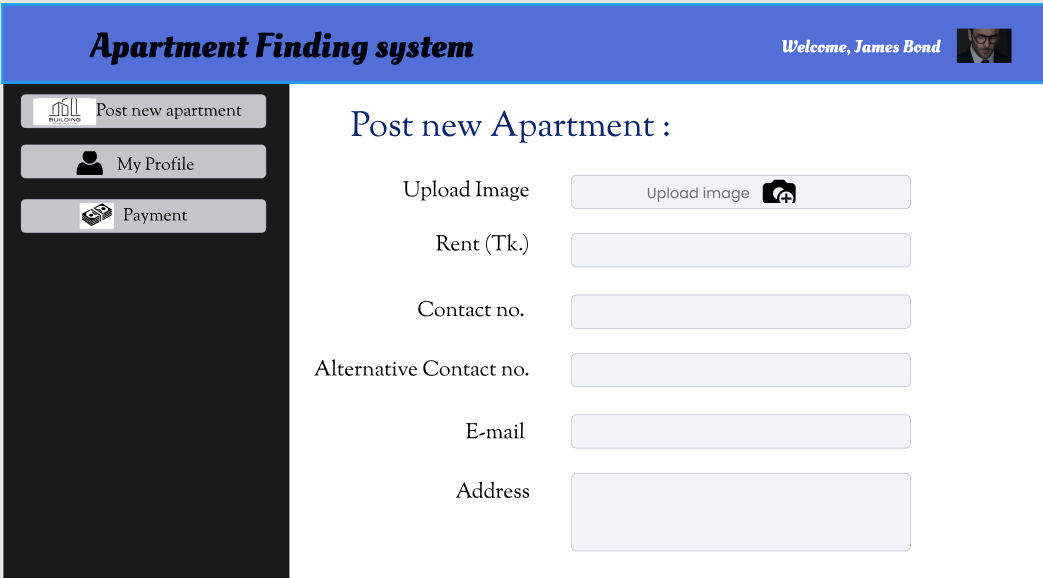 Apartment Finding system
Welcome, James Bond
BUILDING
Post new apartment
My Profile
Payment
Post new Apartment :
Upload Image
Upload image
Rent (Tk.)
Contact no.
Alternative Contact no.
E-mail
Address